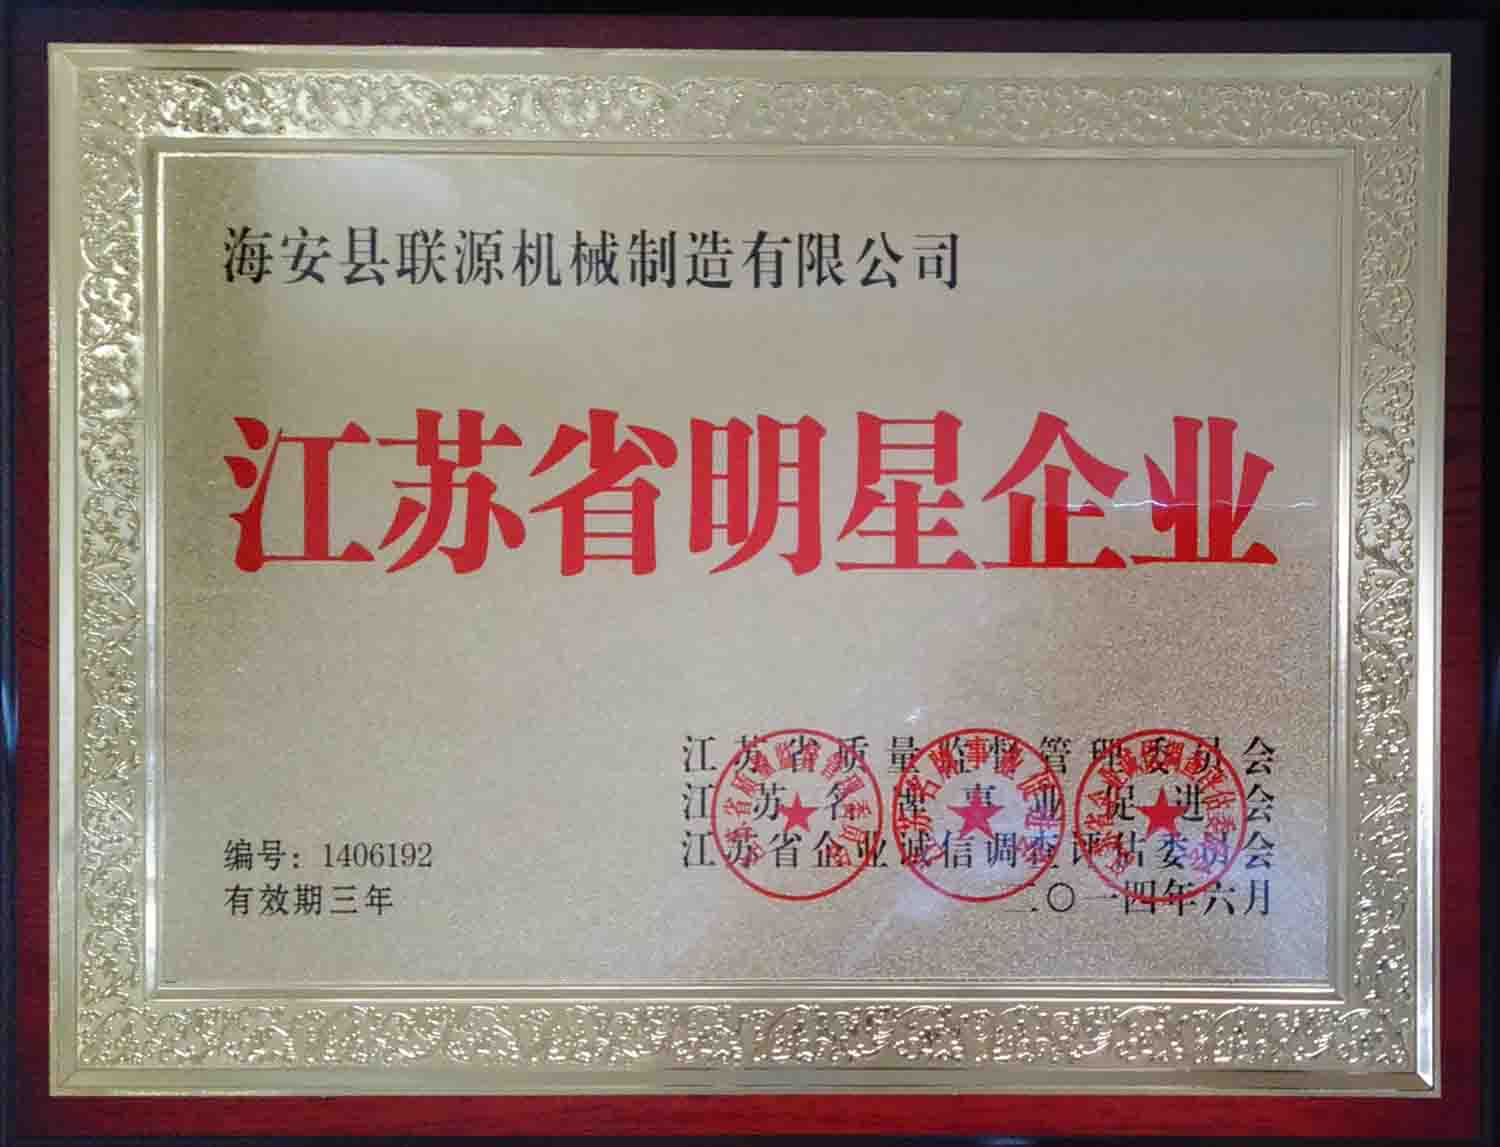 海安县联源机械制造有限公司
江苏省明星企业
江苏省质量监督管理委员会
江苏名牌事业促进会
江苏省企业诚信调查评估委员会
编号：1406192
有效期三年
二〇一四年六月